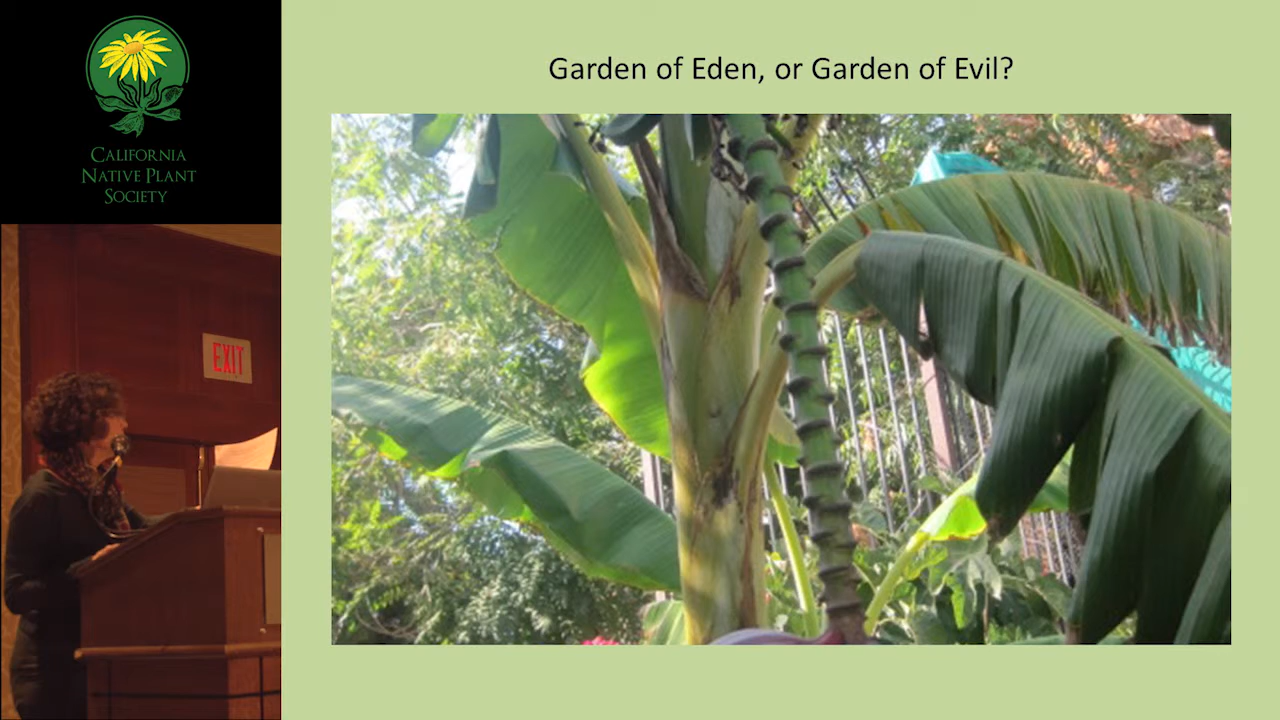 CALIFORNIA
NATIVE PLANT
SOCIETY
Garden of Eden, or Garden of Evil?
EXIT